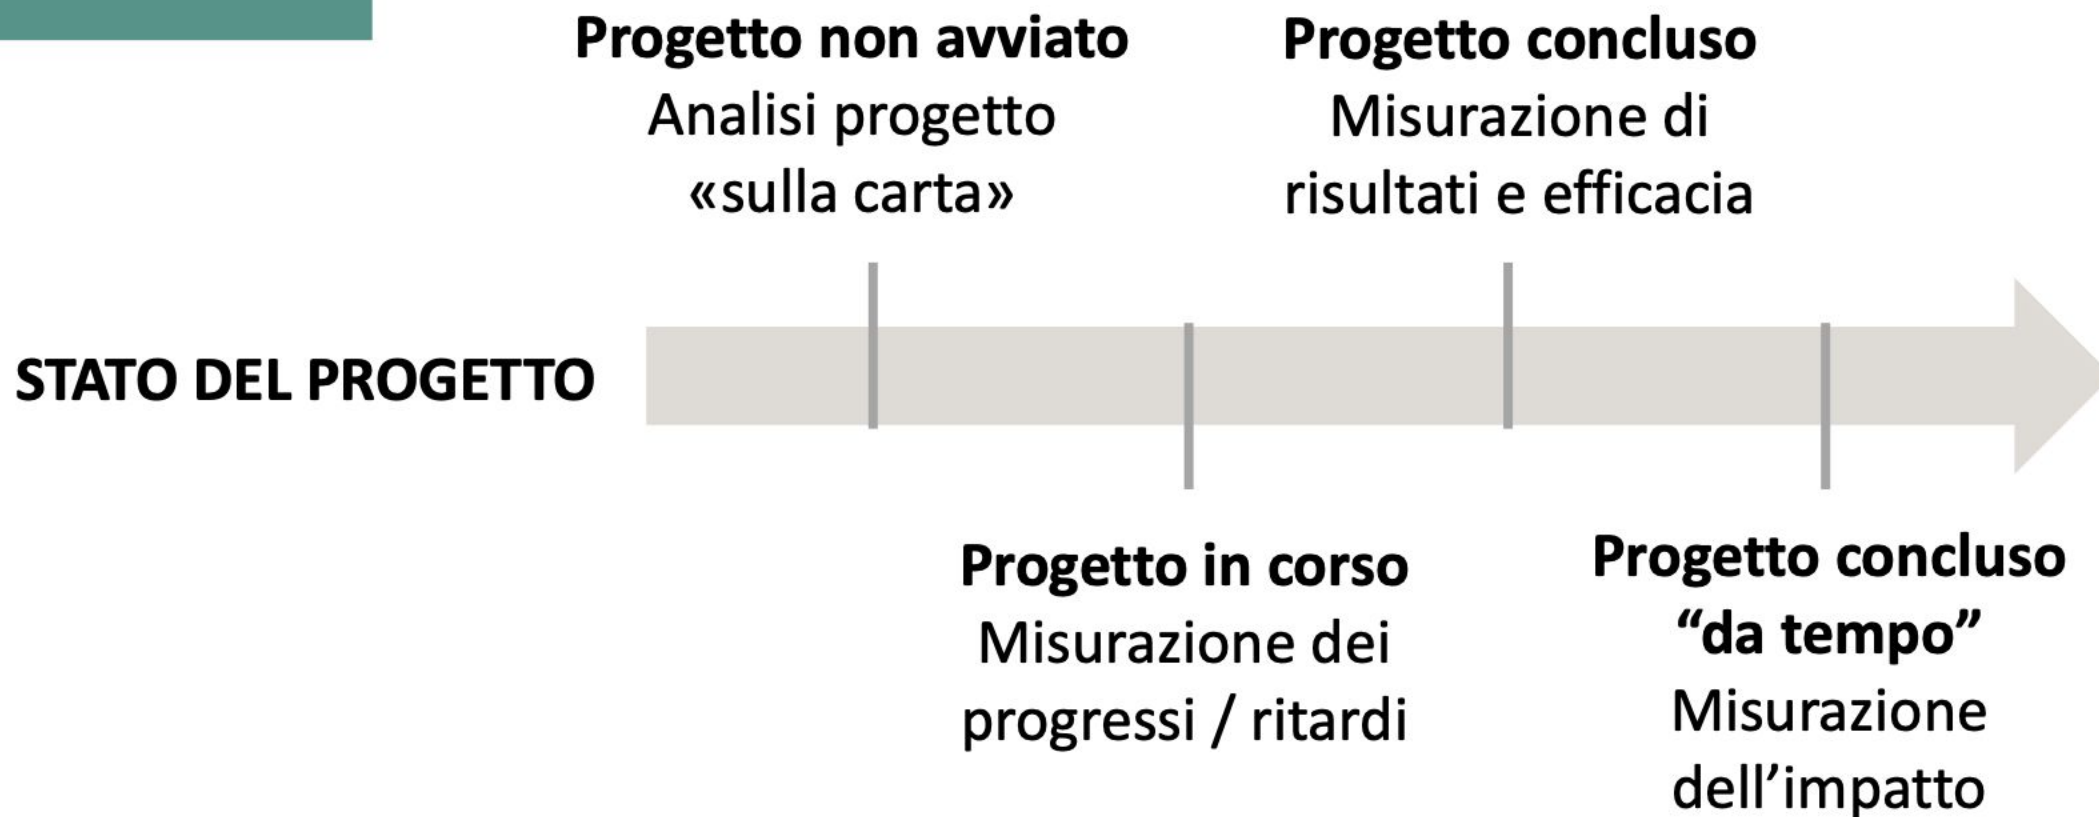 Progetto non avviato
Analisi progetto
«sulla carta»
Progetto concluso
Misurazione di
risultati e efficacia
STATO DEL PROGETTO
Progetto in corso
Misurazione dei
progressi / ritardi
Progetto concluso
“da tempo”
Misurazione
dell’impatto